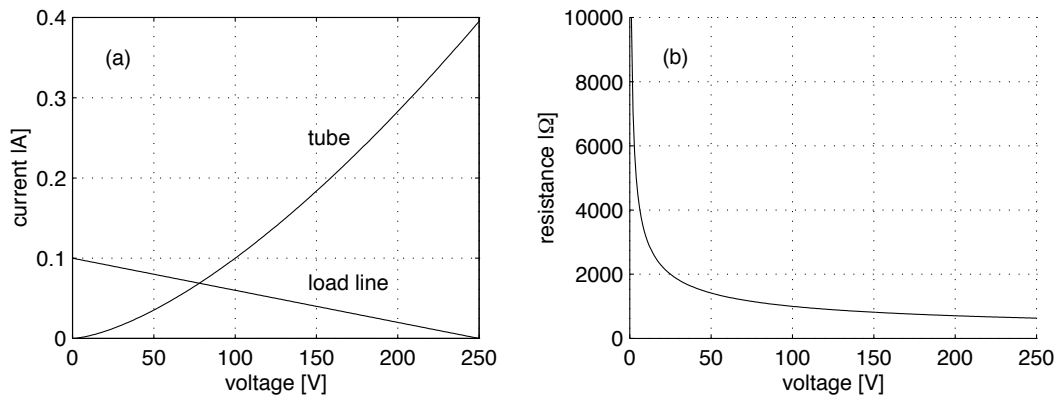 0.4
0.3
0.2
0.1
0
current |A|
(a)
tube
load line
0 50 100 150 200 250
voltage [V]
10000
8000
6000
4000
2000
0
resistance |Ω|
(b)
0 50 100 150 200 250
voltage [V]